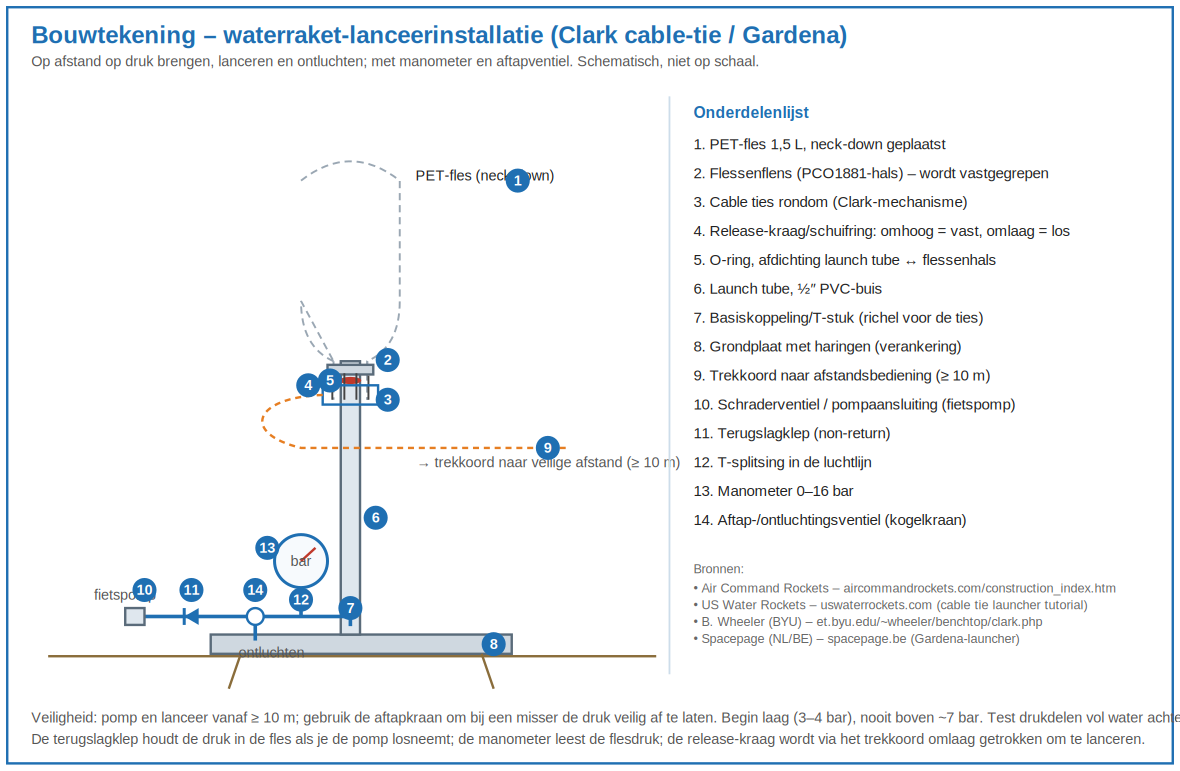 Bouwtekening – waterraket-lanceerinstallatie (Clark cable-tie / Gardena)
Op afstand op druk brengen, lanceren en ontluchten; met manometer en aftapventiel. Schematisch, niet op schaal.
PET-fles (neck-down)
1
2
5
4
3
9
→ trekkoord naar veilige afstand (≥ 10 m)
6
13
bar
fietspomp
10
11
14
12
7
8
ontluchten
Onderdelenlijst
1. PET-fles 1,5 L, neck-down geplaatst
2. Flessenflens (PCO1881-hals) – wordt vastgegrepen
3. Cable ties rondom (Clark-mechanisme)
4. Release-kraag/schuifring: omhoog = vast, omlaag = los
5. O-ring, afdichting launch tube ↔ flessenhals
6. Launch tube, ½″ PVC-buis
7. Basiskoppeling/T-stuk (richel voor de ties)
8. Grondplaat met haringen (verankering)
9. Trekkoord naar afstandsbediening (≥ 10 m)
10. Schraderventiel / pompaansluiting (fietspomp)
11. Terugslagklep (non-return)
12. T-splitsing in de luchtlijn
13. Manometer 0–16 bar
14. Aftap-/ontluchtingsventiel (kogelkraan)
Bronnen:
• Air Command Rockets – aircommandrockets.com/construction_index.htm
• US Water Rockets – uswaterrockets.com (cable tie launcher tutorial)
• B. Wheeler (BYU) – et.byu.edu/~wheeler/benchtop/clark.php
• Spacepage (NL/BE) – spacepage.be (Gardena-launcher)
Veiligheid: pomp en lanceer vanaf ≥ 10 m; gebruik de aftapkraan om bij een misser de druk veilig af te laten. Begin laag (3–4 bar), nooit boven ~7 bar. Test drukdelen vol water
De terugslagklep houdt de druk in de fles als je de pomp losneemt; de manometer leest de flesdruk; de release-kraag wordt via het trekkoord omlaag getrokken om te lanceren.